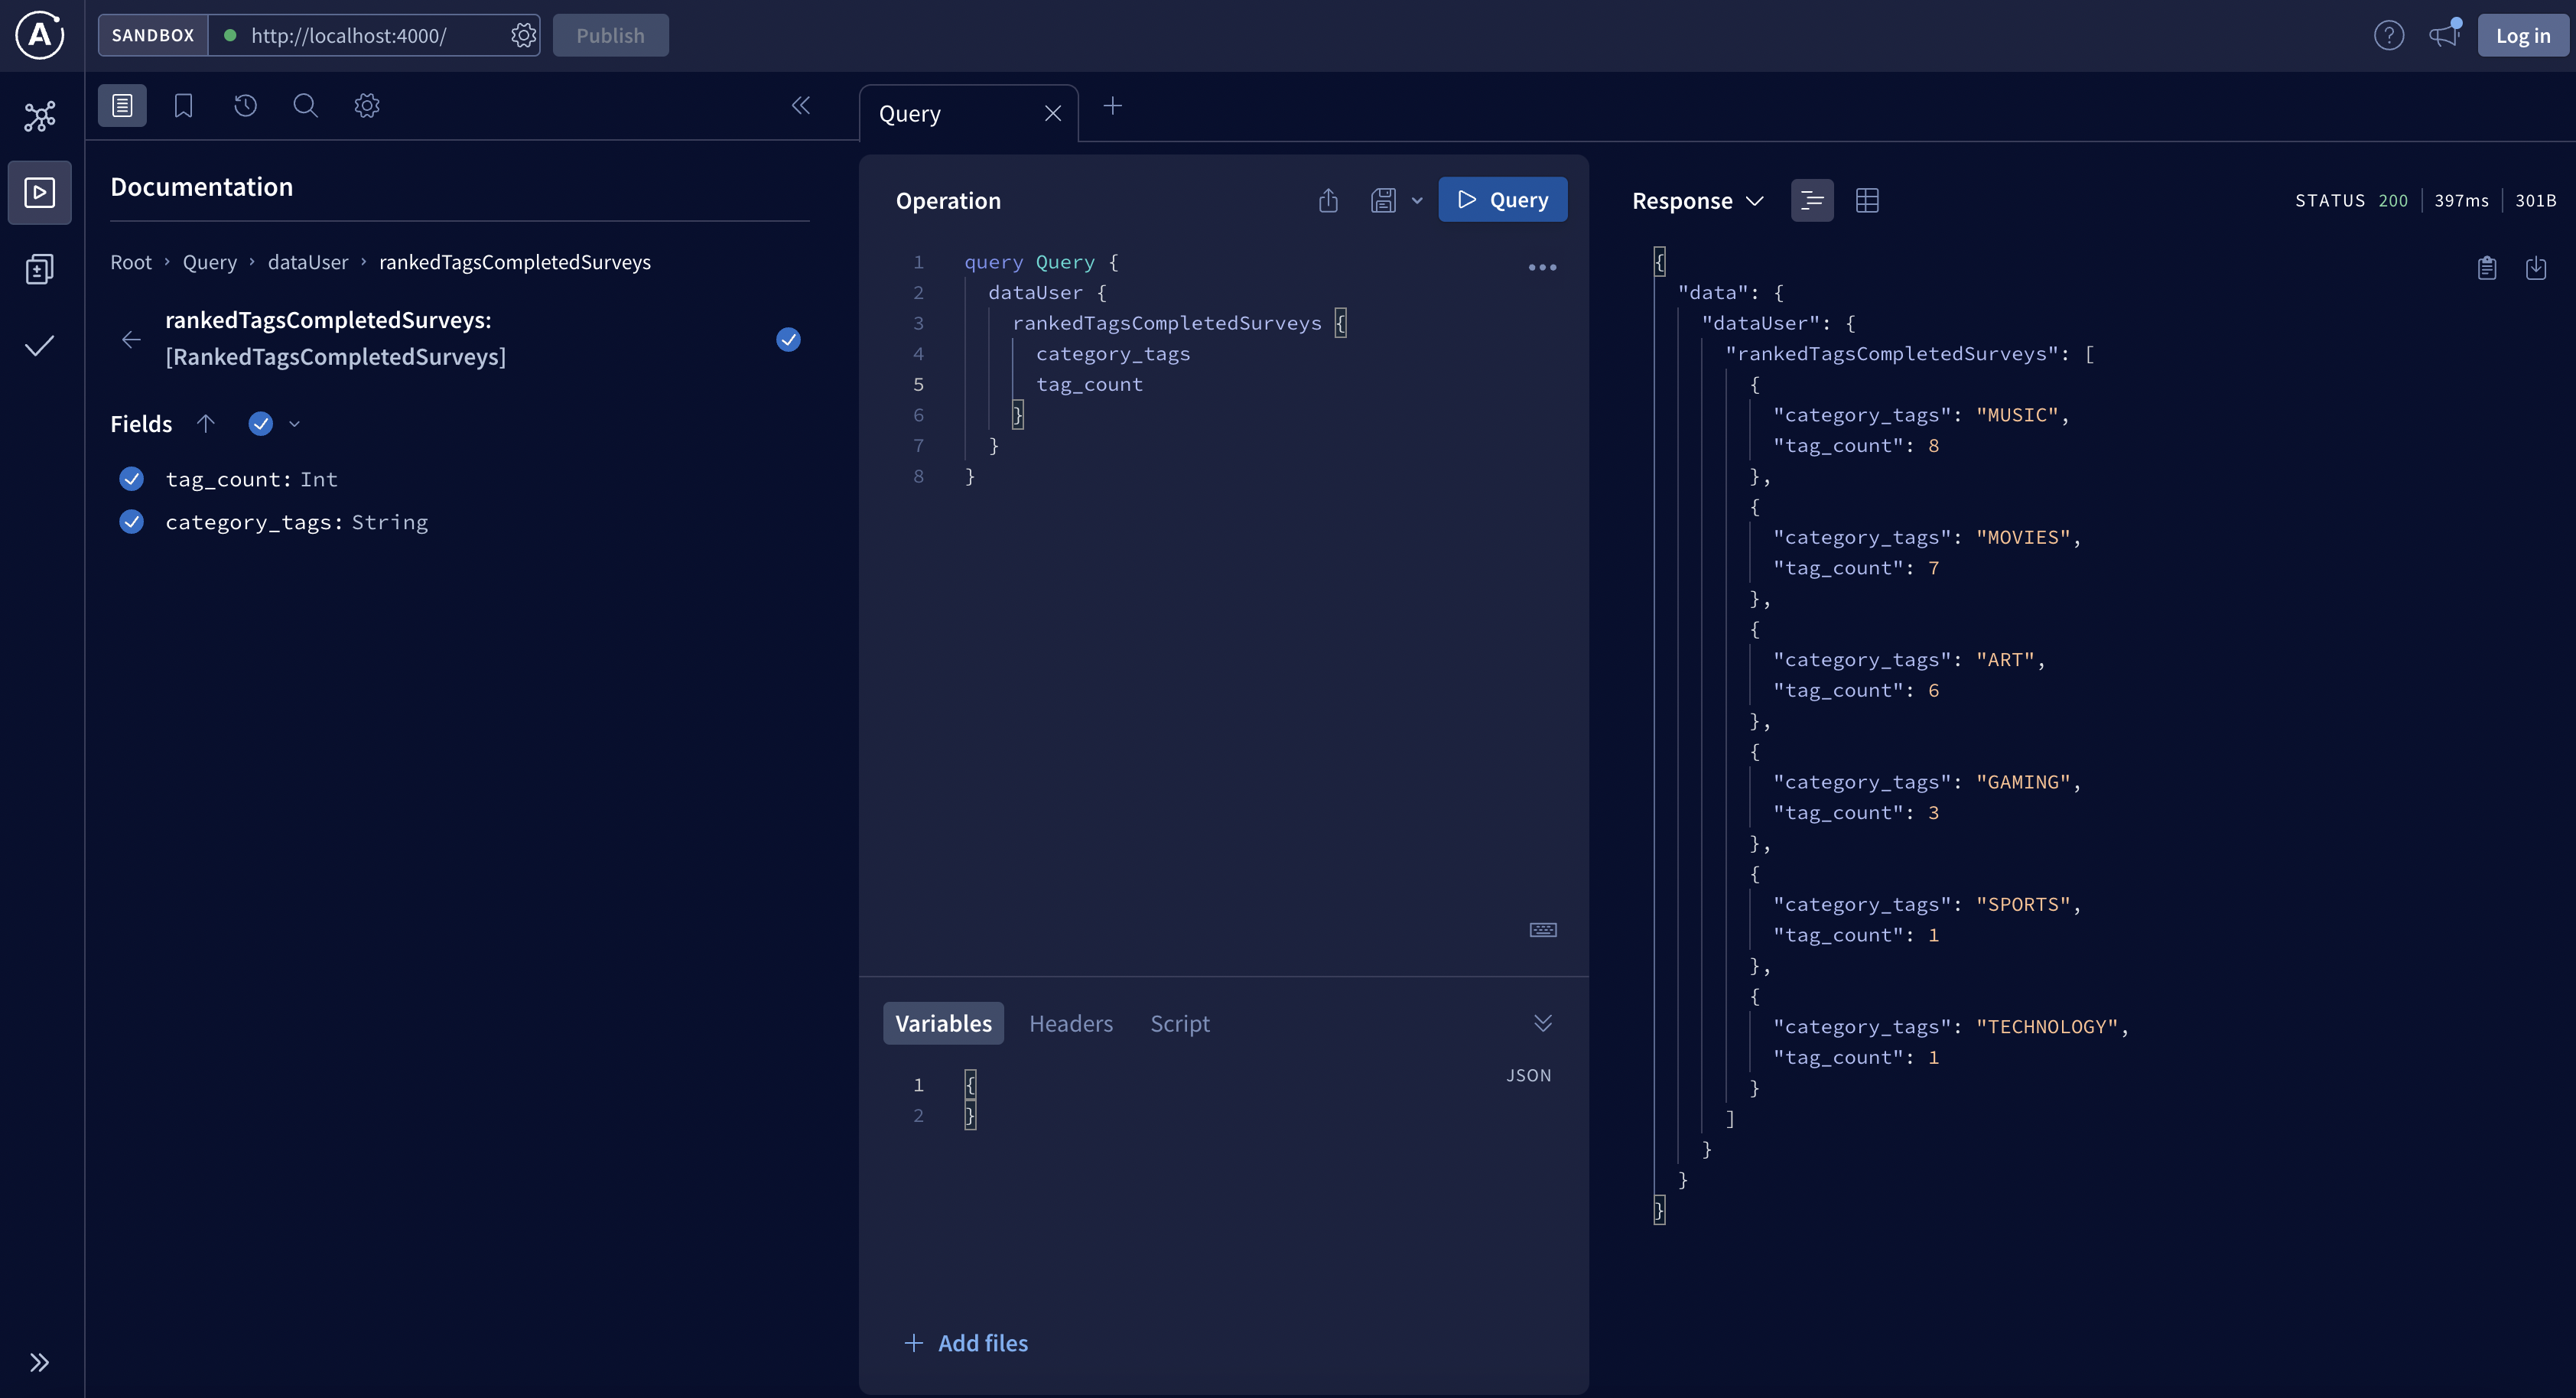 SANDBOX http://localhost:4000/ Publish Log in
Documentation
Root › Query › dataUser › rankedTagsCompletedSurveys
rankedTagsCompletedSurveys:
[RankedTagsCompletedSurveys]
Fields
tag_count: Int
category_tags: String
Query
Operation
Query
1 query Query {
2 dataUser {
3 rankedTagsCompletedSurveys {
4 category_tags
5 tag_count
6 }
7 }
8 }
Variables Headers Script
JSON
1 {
2 }
Add files
Response
STATUS 200 397ms 301B
{
"data": {
"dataUser": {
"rankedTagsCompletedSurveys": [
{
"category_tags": "MUSIC",
"tag_count": 8
},
{
"category_tags": "MOVIES",
"tag_count": 7
},
{
"category_tags": "ART",
"tag_count": 6
},
{
"category_tags": "GAMING",
"tag_count": 3
},
{
"category_tags": "SPORTS",
"tag_count": 1
},
{
"category_tags": "TECHNOLOGY",
"tag_count": 1
}
]
}
}
}